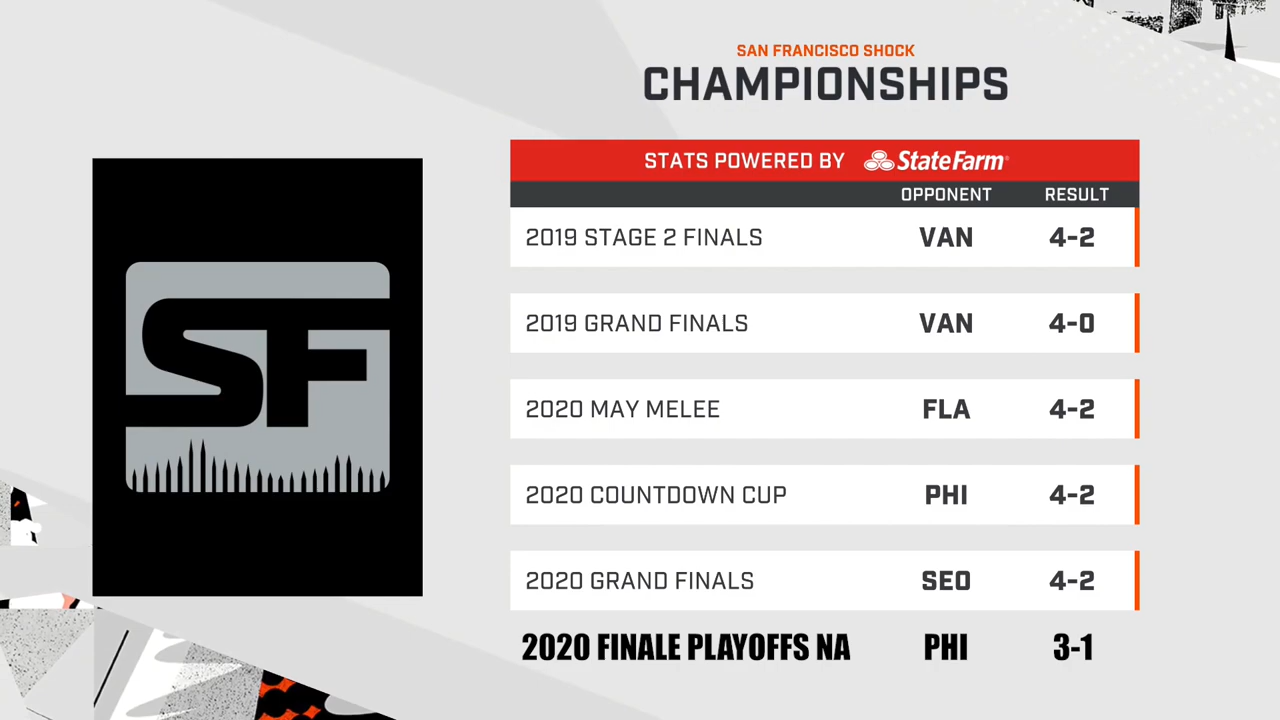 SAN FRANCISCO SHOCK
CHAMPIONSHIPS
STATS POWERED BY StateFarm®
OPPONENT RESULT
2019 STAGE 2 FINALS VAN 4-2
2019 GRAND FINALS VAN 4-0
2020 MAY MELEE FLA 4-2
2020 COUNTDOWN CUP PHI 4-2
2020 GRAND FINALS SEO 4-2
2020 FINALE PLAYOFFS NA PHI 3-1
SF